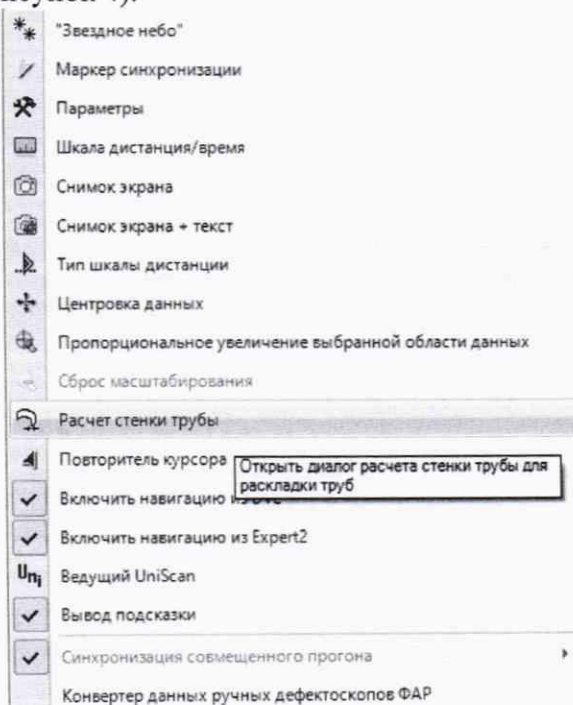 "Звездное небо"
Маркер синхронизации
Параметры
Шкала дистанция/время
Снимок экрана
Снимок экрана + текст
Тип шкалы дистанции
Центровка данных
Пропорциональное увеличение выбранной области данных
Сброс масштабирования
Расчет стенки трубы
Повторитель курсора
Открыть диалог расчета стенки трубы для
раскладки труб
Включить навигацию
Включить навигацию из Expert2
Uni Ведущий UniScan
Вывод подсказки
Синхронизация совмещенного прогона
Конвертер данных ручных дефектоскопов ФАР